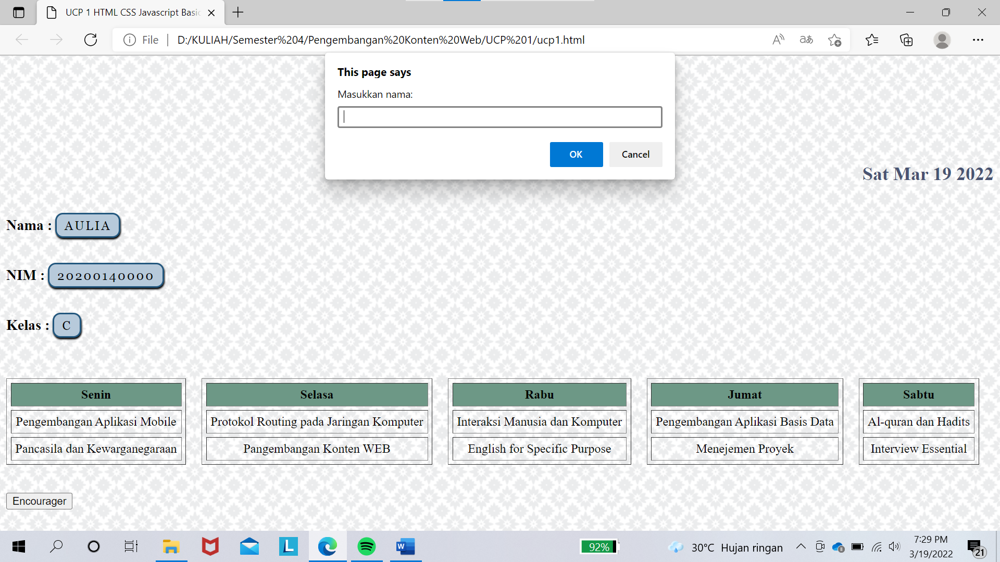 UCP 1 HTML CSS Javascript Basic
File
D:/KULIAH/Semester%204/Pengembangan%20Konten%20Web/UCP%201/ucp1.html
This page says
Masukkan nama:
OK
Cancel
Sat Mar 19 2022
Nama : AULIA
NIM : 20200140000
Kelas : C
Senin
Pengembangan Aplikasi Mobile
Pancasila dan Kewarganegaraan
Selasa
Protokol Routing pada Jaringan Komputer
Pangembangan Konten WEB
Rabu
Interaksi Manusia dan Komputer
English for Specific Purpose
Jumat
Pengembangan Aplikasi Basis Data
Menejemen Proyek
Sabtu
Al-quran dan Hadits
Interview Essential
Encourager
L
W
92%
30°C Hujan ringan
7:29 PM
3/19/2022
21